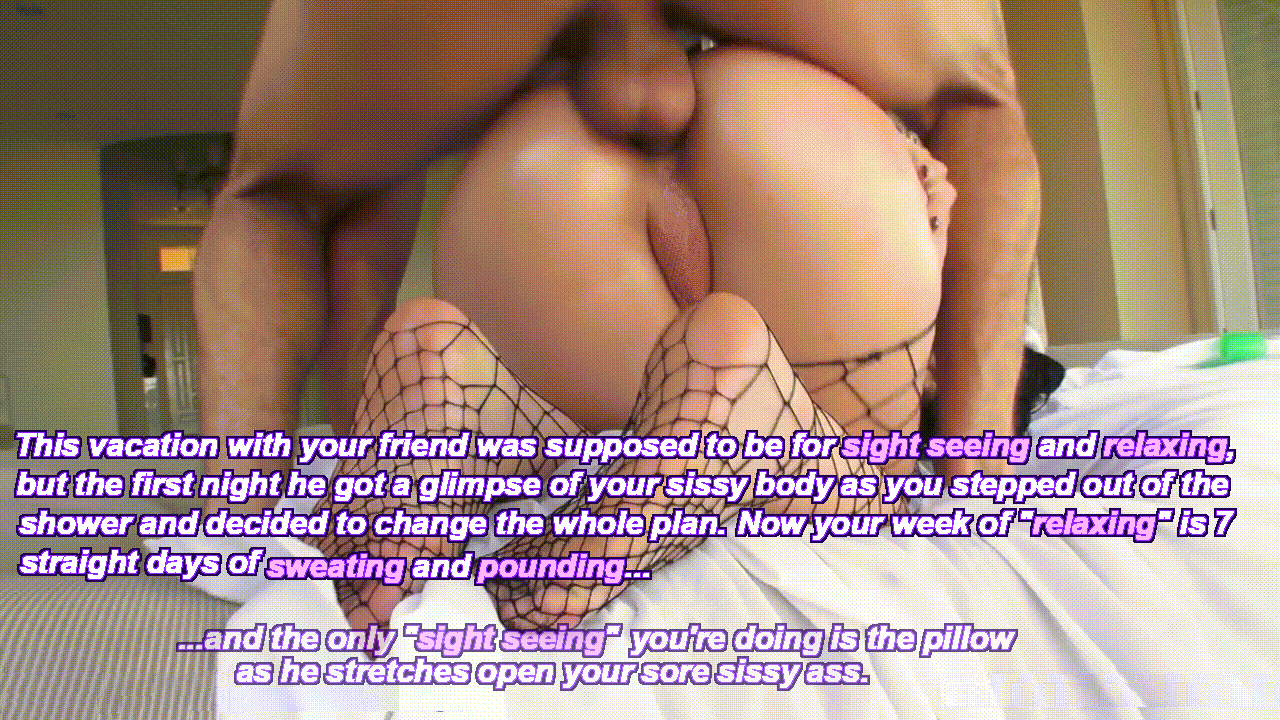 This vacation with your friend was supposed to be for sight seeing and relaxing,
but the first night he got a glimpse of your sissy body as you stepped out of the
shower and decided to change the whole plan. Now your week of "relaxing" is 7
straight days of sweating and pounding...
...and the only "sight seeing" you're doing is the pillow
as he stretches open your sore sissy ass.